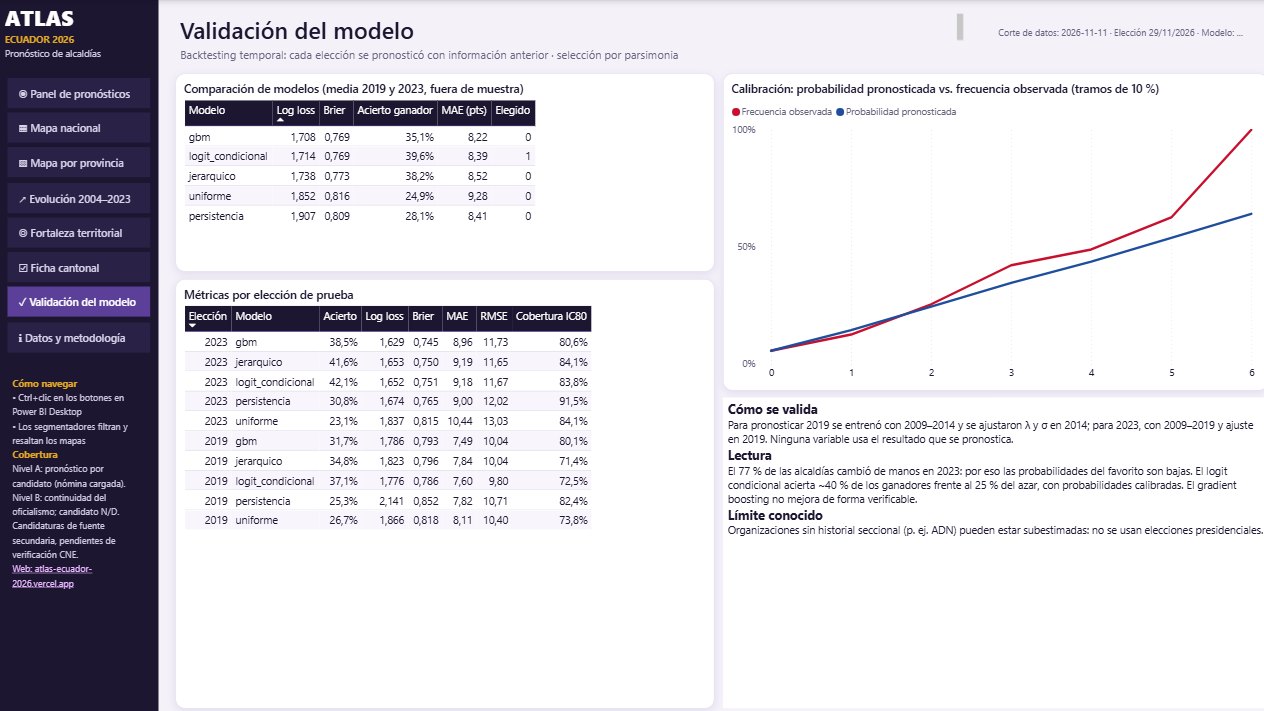 ATLAS
ECUADOR 2026
Pronóstico de alcaldías
◉ Panel de pronósticos
▦ Mapa nacional
▧ Mapa por provincia
↗ Evolución 2004–2023
◎ Fortaleza territorial
☑ Ficha cantonal
✓ Validación del modelo
ℹ Datos y metodología
Cómo navegar
• Ctrl+clic en los botones en
Power BI Desktop
• Los segmentadores filtran y
resaltan los mapas
Cobertura
Nivel A: pronóstico por
candidato (nómina cargada).
Nivel B: continuidad del
oficialismo; candidato N/D.
Candidaturas de fuente
secundaria, pendientes de
verificación CNE.
Web: atlas-ecuador-
2026.vercel.app
Validación del modelo
Backtesting temporal: cada elección se pronosticó con información anterior · selección por parsimonia
Corte de datos: 2026-11-11 · Elección 29/11/2026 · Modelo: ...
Comparación de modelos (media 2019 y 2023, fuera de muestra)
Modelo Log loss Brier Acierto ganador MAE (pts) Elegido
gbm 1,708 0,769 35,1% 8,22 0
logit_condicional 1,714 0,769 39,6% 8,39 1
jerarquico 1,738 0,773 38,2% 8,52 0
uniforme 1,852 0,816 24,9% 9,28 0
persistencia 1,907 0,809 28,1% 8,41 0
Métricas por elección de prueba
Elección Modelo Acierto Log loss Brier MAE RMSE Cobertura IC80
2023 gbm 38,5% 1,629 0,745 8,96 11,73 80,6%
2023 jerarquico 41,6% 1,653 0,750 9,19 11,65 84,1%
2023 logit_condicional 42,1% 1,652 0,751 9,18 11,67 83,8%
2023 persistencia 30,8% 1,674 0,765 9,00 12,02 91,5%
2023 uniforme 23,1% 1,837 0,815 10,44 13,03 84,1%
2019 gbm 31,7% 1,786 0,793 7,49 10,04 80,1%
2019 jerarquico 34,8% 1,823 0,796 7,84 10,04 71,4%
2019 logit_condicional 37,1% 1,776 0,786 7,60 9,80 72,5%
2019 persistencia 25,3% 2,141 0,852 7,82 10,71 82,4%
2019 uniforme 26,7% 1,866 0,818 8,11 10,40 73,8%
Calibración: probabilidad pronosticada vs. frecuencia observada (tramos de 10 %)
Frecuencia observada Probabilidad pronosticada
100%
50%
0%
0 1 2 3 4 5 6
Cómo se valida
Para pronosticar 2019 se entrenó con 2009–2014 y se ajustaron λ y σ en 2014; para 2023, con 2009–2019 y ajuste
en 2019. Ninguna variable usa el resultado que se pronostica.
Lectura
El 77 % de las alcaldías cambió de manos en 2023: por eso las probabilidades del favorito son bajas. El logit
condicional acierta ~40 % de los ganadores frente al 25 % del azar, con probabilidades calibradas. El gradient
boosting no mejora de forma verificable.
Límite conocido
Organizaciones sin historial seccional (p. ej. ADN) pueden estar subestimadas: no se usan elecciones presidenciales.